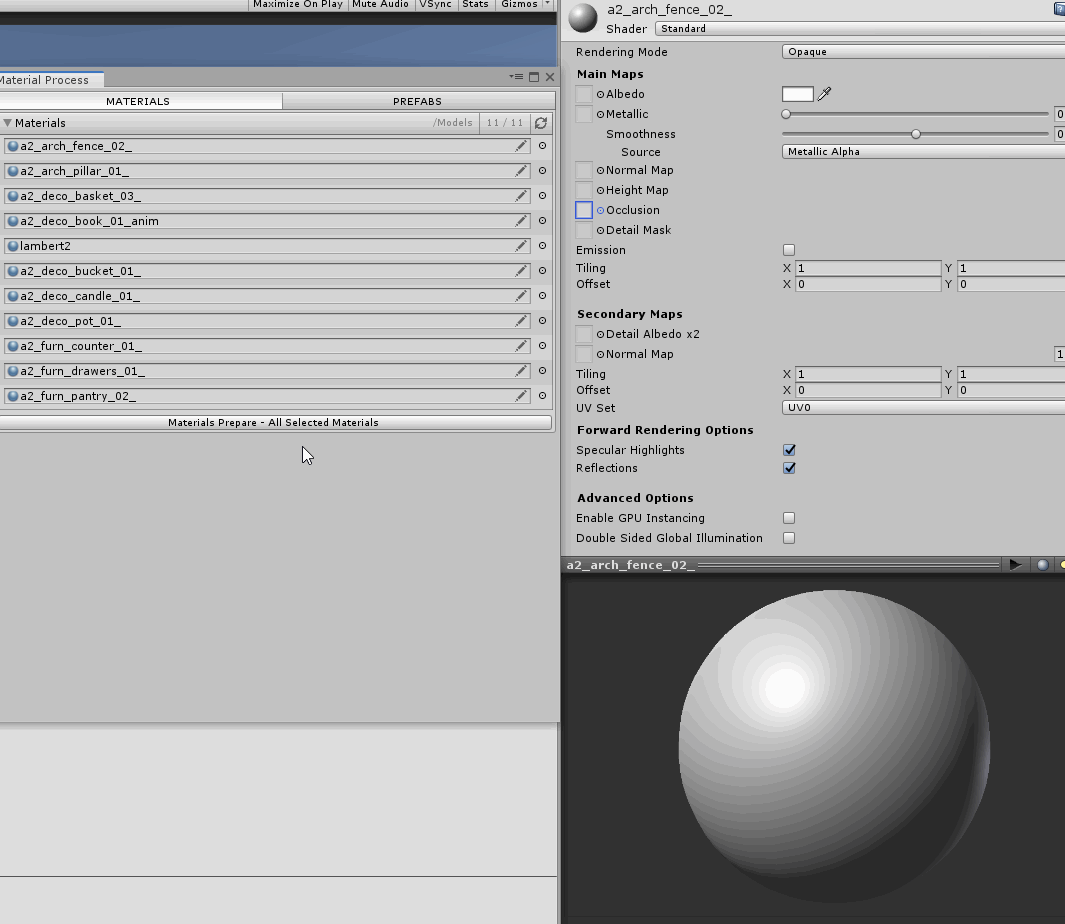 Maximize On Play Mute Audio VSync Stats Gizmos
Material Process
MATERIALS PREFABS
Materials /Models 11 / 11
a2_arch_fence_02_
a2_arch_pillar_01_
a2_deco_basket_03_
a2_deco_book_01_anim
lambert2
a2_deco_bucket_01_
a2_deco_candle_01_
a2_deco_pot_01_
a2_furn_counter_01_
a2_furn_drawers_01_
a2_furn_pantry_02_
Materials Prepare - All Selected Materials
a2_arch_fence_02_
Shader Standard
Rendering Mode Opaque
Main Maps
Albedo
Metallic 0
Smoothness 0
Source Metallic Alpha
Normal Map
Height Map
Occlusion
Detail Mask
Emission
Tiling X 1 Y 1
Offset X 0 Y 0
Secondary Maps
Detail Albedo x2
Normal Map 1
Tiling X 1 Y 1
Offset X 0 Y 0
UV Set UV0
Forward Rendering Options
Specular Highlights
Reflections
Advanced Options
Enable GPU Instancing
Double Sided Global Illumination
a2_arch_fence_02_